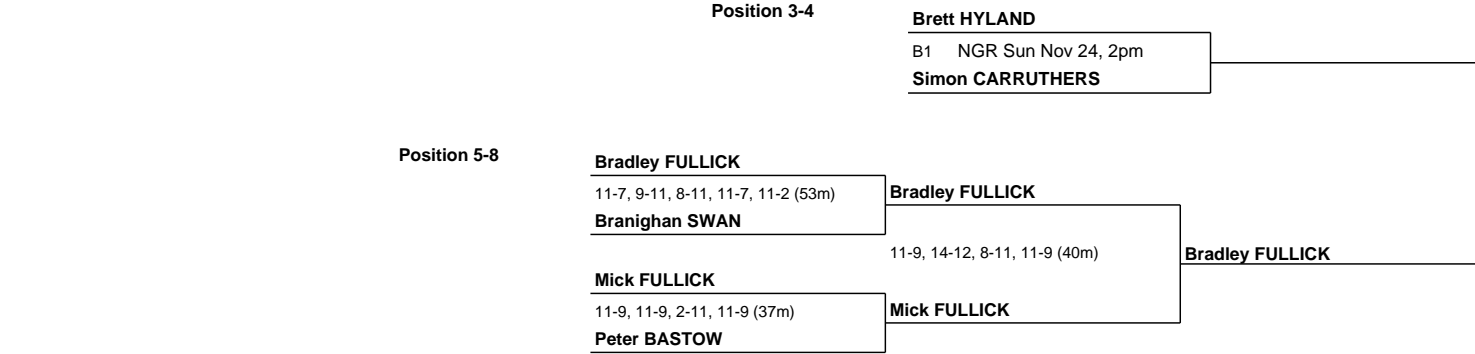 Position 3-4
Brett HYLAND
B1 NGR Sun Nov 24, 2pm
Simon CARRUTHERS
Position 5-8
Bradley FULLICK
11-7, 9-11, 8-11, 11-7, 11-2 (53m)
Bradley FULLICK
Branighan SWAN
11-9, 14-12, 8-11, 11-9 (40m)
Bradley FULLICK
Mick FULLICK
11-9, 11-9, 2-11, 11-9 (37m)
Mick FULLICK
Peter BASTOW